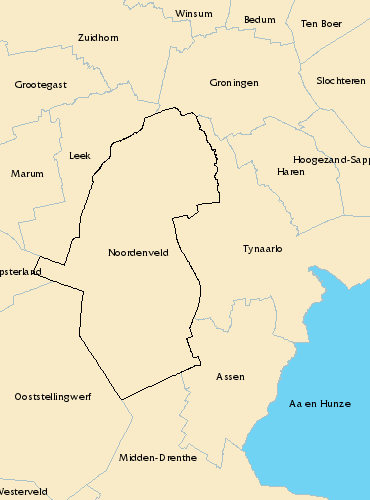 Winsum
Bedum
Ten Boer
Zuidhorn
Grootegast
Groningen
Slochteren
Leek
Hoogezand-Sapp
Marum
Haren
Noordenveld
Tynaarlo
psterland
Assen
Ooststellingwerf
Aa en Hunze
Midden-Drenthe
Westerveld